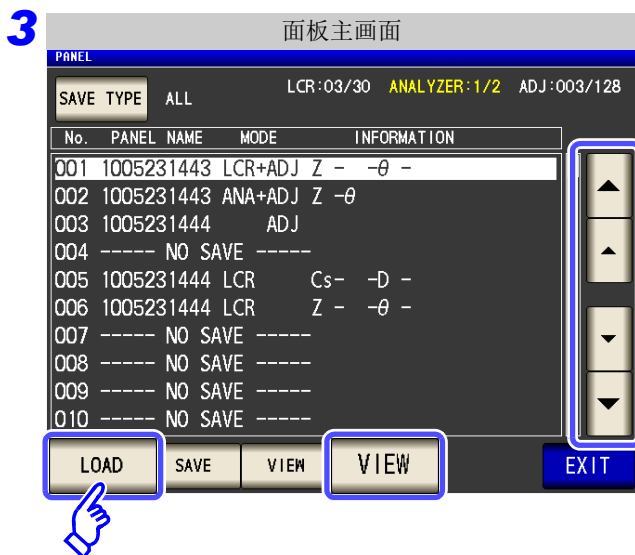 3
面板主画面
PANEL
SAVE TYPE ALL LCR:03/30 ANALYZER:1/2 ADJ:003/128
No. PANEL NAME MODE INFORMATION
001 1005231443 LCR+ADJ Z - -θ -
002 1005231443 ANA+ADJ Z -θ
003 1005231444 ADJ
004 ----- NO SAVE -----
005 1005231444 LCR Cs- -D -
006 1005231444 LCR Z - -θ -
007 ----- NO SAVE -----
008 ----- NO SAVE -----
009 ----- NO SAVE -----
010 ----- NO SAVE -----
LOAD SAVE VIEW VIEW EXIT